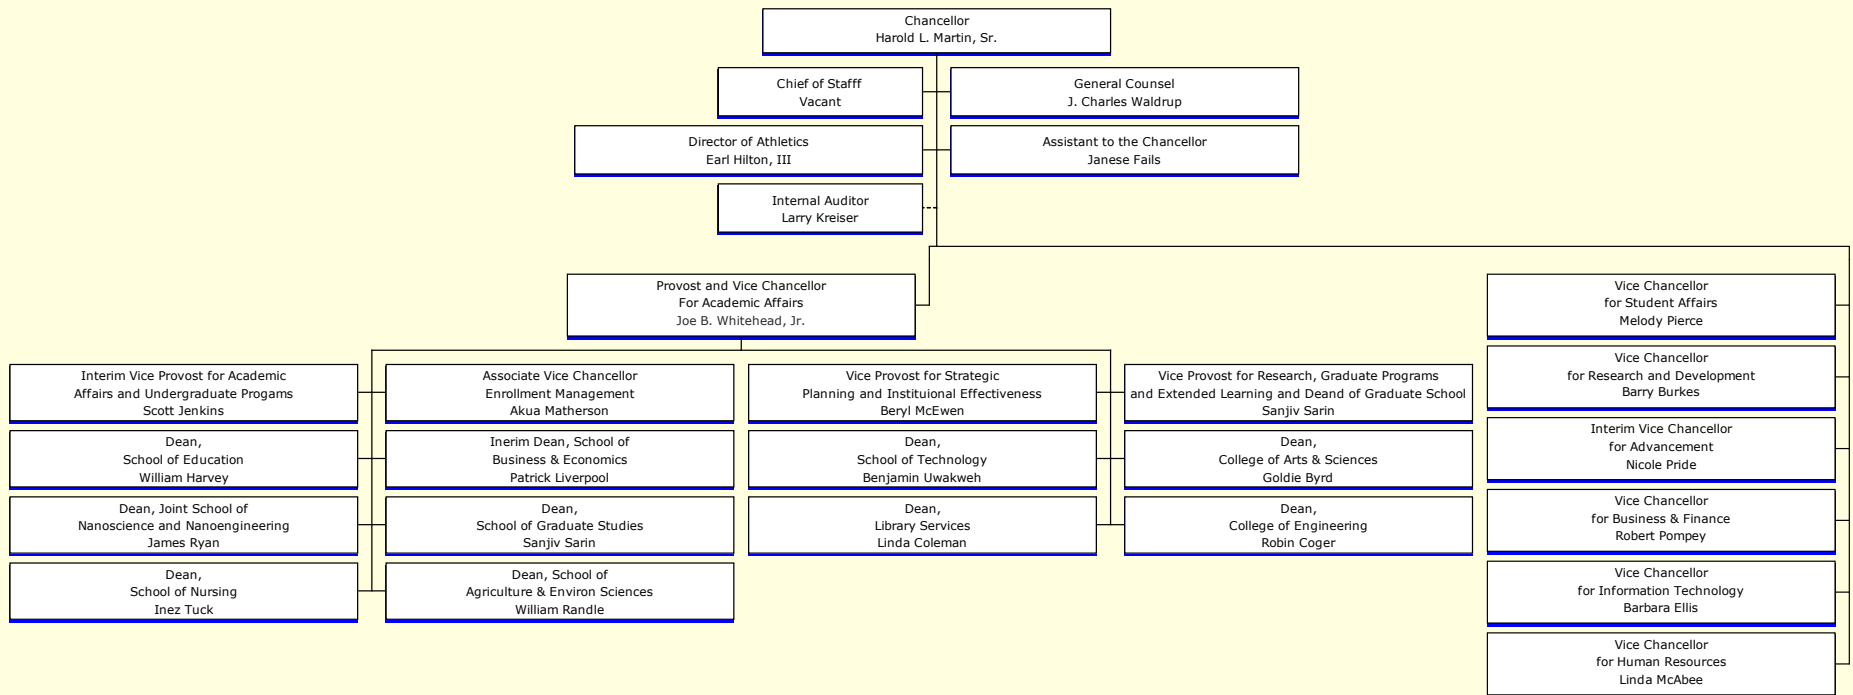 Chancellor
Harold L. Martin, Sr.
Chief of Stafff
Vacant
General Counsel
J. Charles Waldrup
Director of Athletics
Earl Hilton, III
Assistant to the Chancellor
Janese Fails
Internal Auditor
Larry Kreiser
Provost and Vice Chancellor
For Academic Affairs
Joe B. Whitehead, Jr.
Interim Vice Provost for Academic
Affairs and Undergraduate Progams
Scott Jenkins
Associate Vice Chancellor
Enrollment Management
Akua Matherson
Vice Provost for Strategic
Planning and Instituional Effectiveness
Beryl McEwen
Vice Provost for Research, Graduate Programs
and Extended Learning and Deand of Graduate School
Sanjiv Sarin
Dean,
School of Education
William Harvey
Inerim Dean, School of
Business & Economics
Patrick Liverpool
Dean,
School of Technology
Benjamin Uwakweh
Dean,
College of Arts & Sciences
Goldie Byrd
Dean, Joint School of
Nanoscience and Nanoengineering
James Ryan
Dean,
School of Graduate Studies
Sanjiv Sarin
Dean,
Library Services
Linda Coleman
Dean,
College of Engineering
Robin Coger
Dean,
School of Nursing
Inez Tuck
Dean, School of
Agriculture & Environ Sciences
William Randle
Vice Chancellor
for Student Affairs
Melody Pierce
Vice Chancellor
for Research and Development
Barry Burkes
Interim Vice Chancellor
for Advancement
Nicole Pride
Vice Chancellor
for Business & Finance
Robert Pompey
Vice Chancellor
for Information Technology
Barbara Ellis
Vice Chancellor
for Human Resources
Linda McAbee